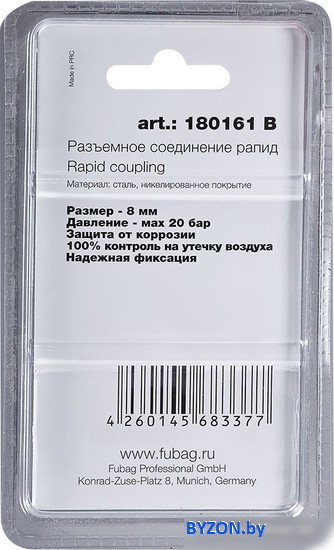 Made in PRC
art.: 180161 B
Разъемное соединение рапид
Rapid coupling
Материал: сталь, никелированное покрытие
Размер - 8 мм
Давление - мах 20 бар
Защита от коррозии
100% контроль на утечку воздуха
Надежная фиксация
4 260145 683377
www.fubag.ru
Fubag Professional GmbH
Konrad-Zuse-Platz 8, Munich, Germany
BYZON.by